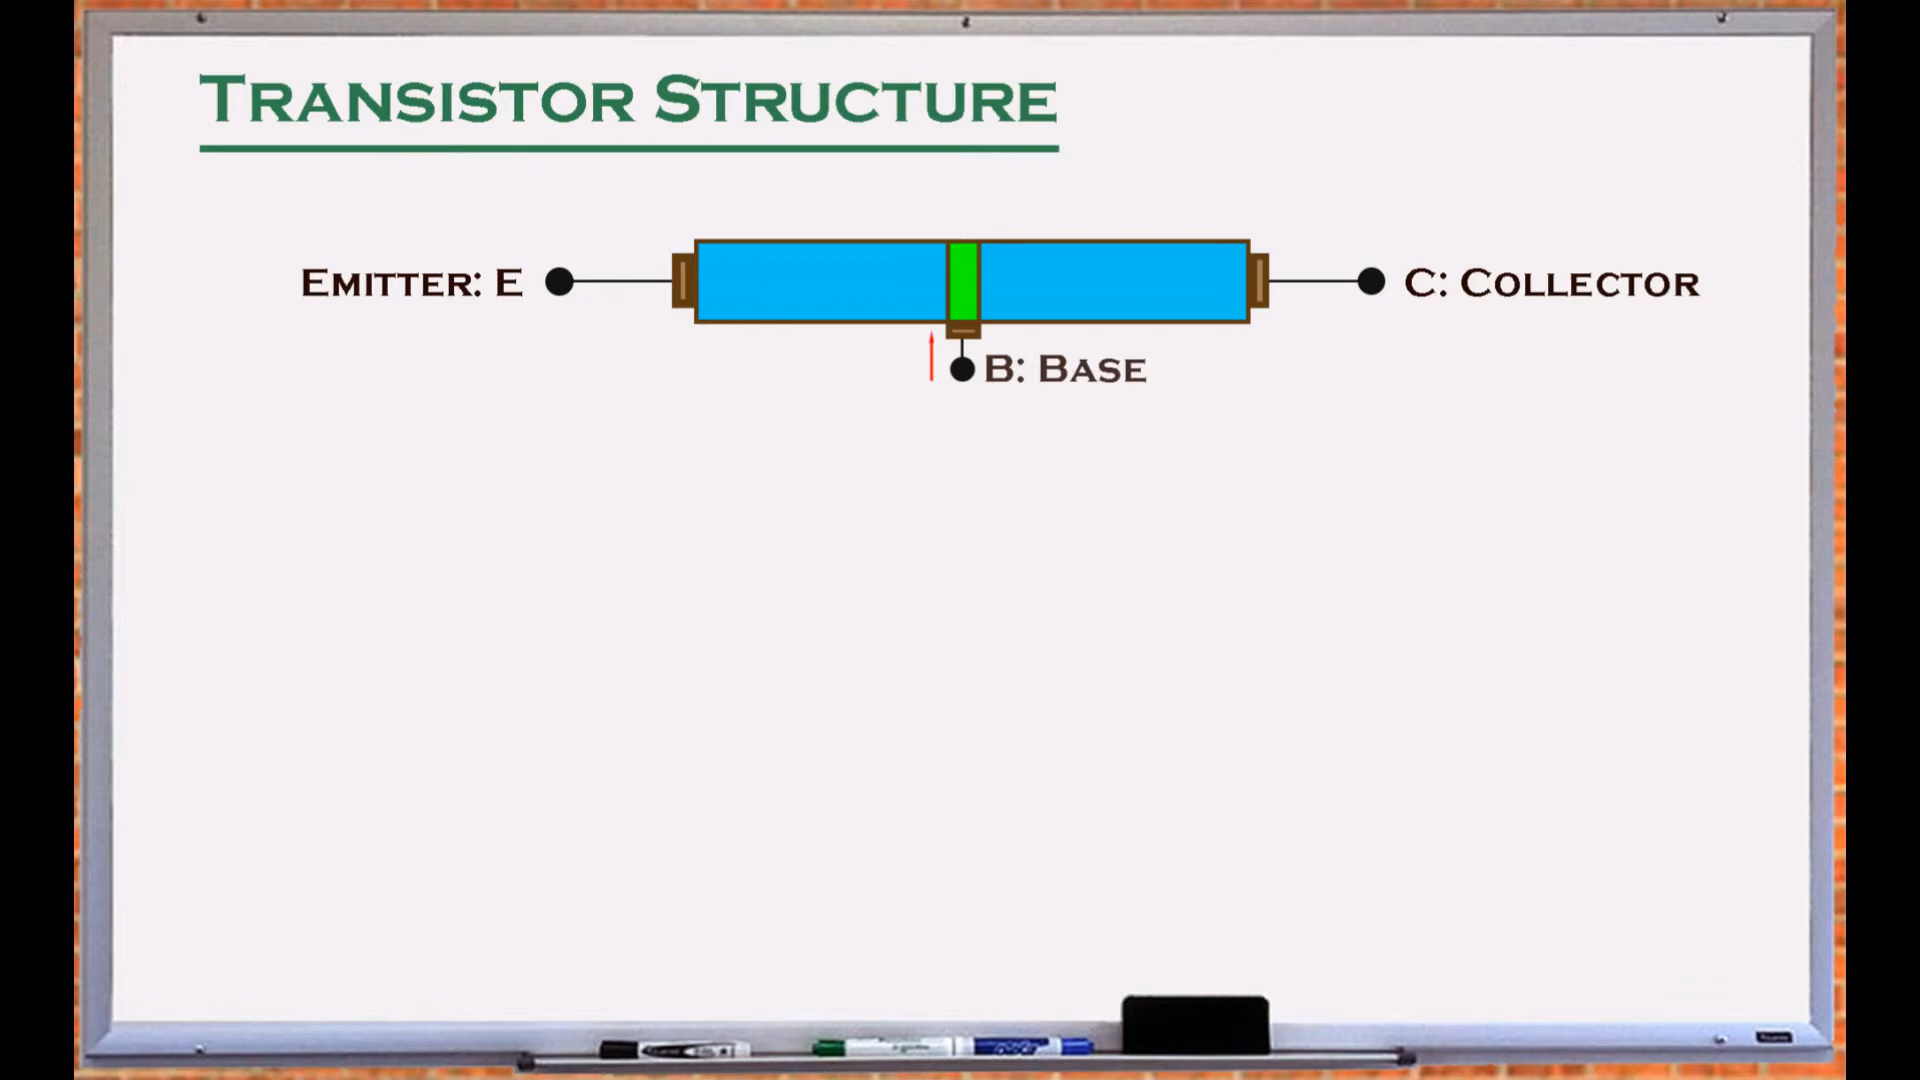 Transistor Structure
Emitter: E
C: Collector
B: Base